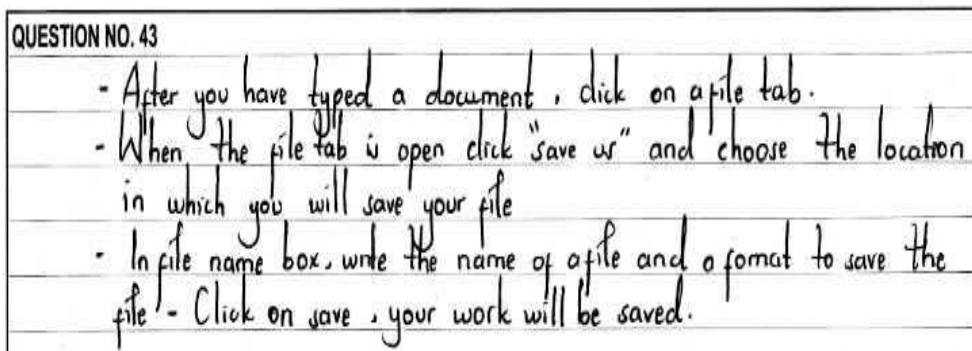 QUESTION NO. 43
- After you have typed a document, click on a file tab.
- When the file tab is open click "save us" and choose the location
in which you will save your file
- In file name box, write the name of a file and a fomat to save the
file - Click on save, your work will be saved.